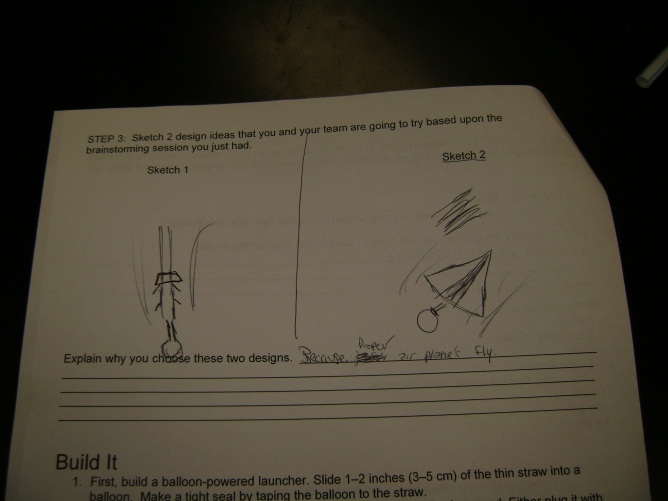 STEP 3: Sketch 2 design ideas that you and your team are going to try based upon the
brainstorming session you just had.
Sketch 1
Sketch 2
Explain why you choose these two designs. Because Paper air planes fly.
Build It
1. First, build a balloon-powered launcher. Slide 1–2 inches (3–5 cm) of the thin straw into a
balloon. Make a tight seal by taping the balloon to the straw.
Either plug it with